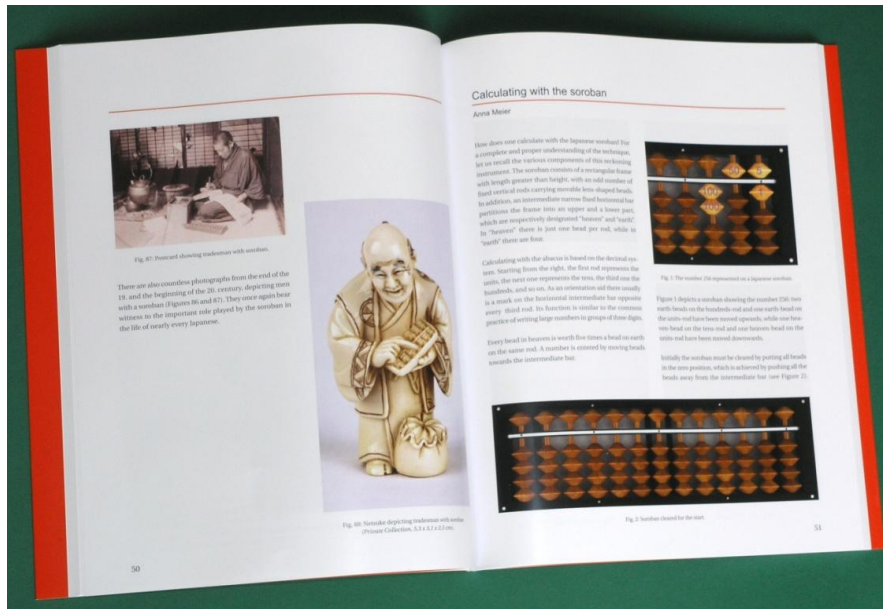 Fig. 87: Postcard showing tradesman with soroban.
There are also countless photographs from the end of the
19. and the beginning of the 20. century, depicting men
with a soroban (Figures 86 and 87). They once again bear
witness to the important role played by the soroban in
the life of nearly every Japanese.
Fig. 88: Netsuke depicting tradesman with soroban
(Private Collection,
50
Calculating with the soroban
Anna Meier
How does one calculate with the Japanese soroban? For
a complete and proper understanding of the technique,
let us recall the various components of this reckoning
instrument. The soroban consists of a rectangular frame
with length greater than height, with an odd number of
fixed vertical rods carrying movable lens-shaped beads.
In addition, an intermediate narrow fixed horizontal bar
partitions the frame into an upper and a lower part,
which are respectively designated "heaven" and "earth".
In "heaven" there is just one bead per rod, while in
"earth" there are four.
Calculating with the abacus is based on the decimal sys-
tem. Starting from the right, the first rod represents the
units, the next one represents the tens, the third one the
hundreds, and so on. As an orientation aid there usually
is a mark on the horizontal intermediate bar opposite
every third rod. Its function is similar to the common
practice of writing large numbers in groups of three digits.
Every bead in heaven is worth five times a bead on earth
on the same rod. A number is entered by moving beads
towards the intermediate bar.
50 5
100 1
100
Fig. 1: The number 256 represented on a Japanese soroban.
Figure 1 depicts a soroban showing the number 256: two
earth-beads on the hundreds-rod and one earth-bead on
the units-rod have been moved upwards, while one hea-
ven-bead on the tens-rod and one heaven-bead on the
units-rod have been moved downwards.
Initially the soroban must be cleared by putting all beads
in the zero position, which is achieved by pushing all the
beads away from the intermediate bar (see Figure 2).
Fig. 2: Soroban cleared for the start.
51